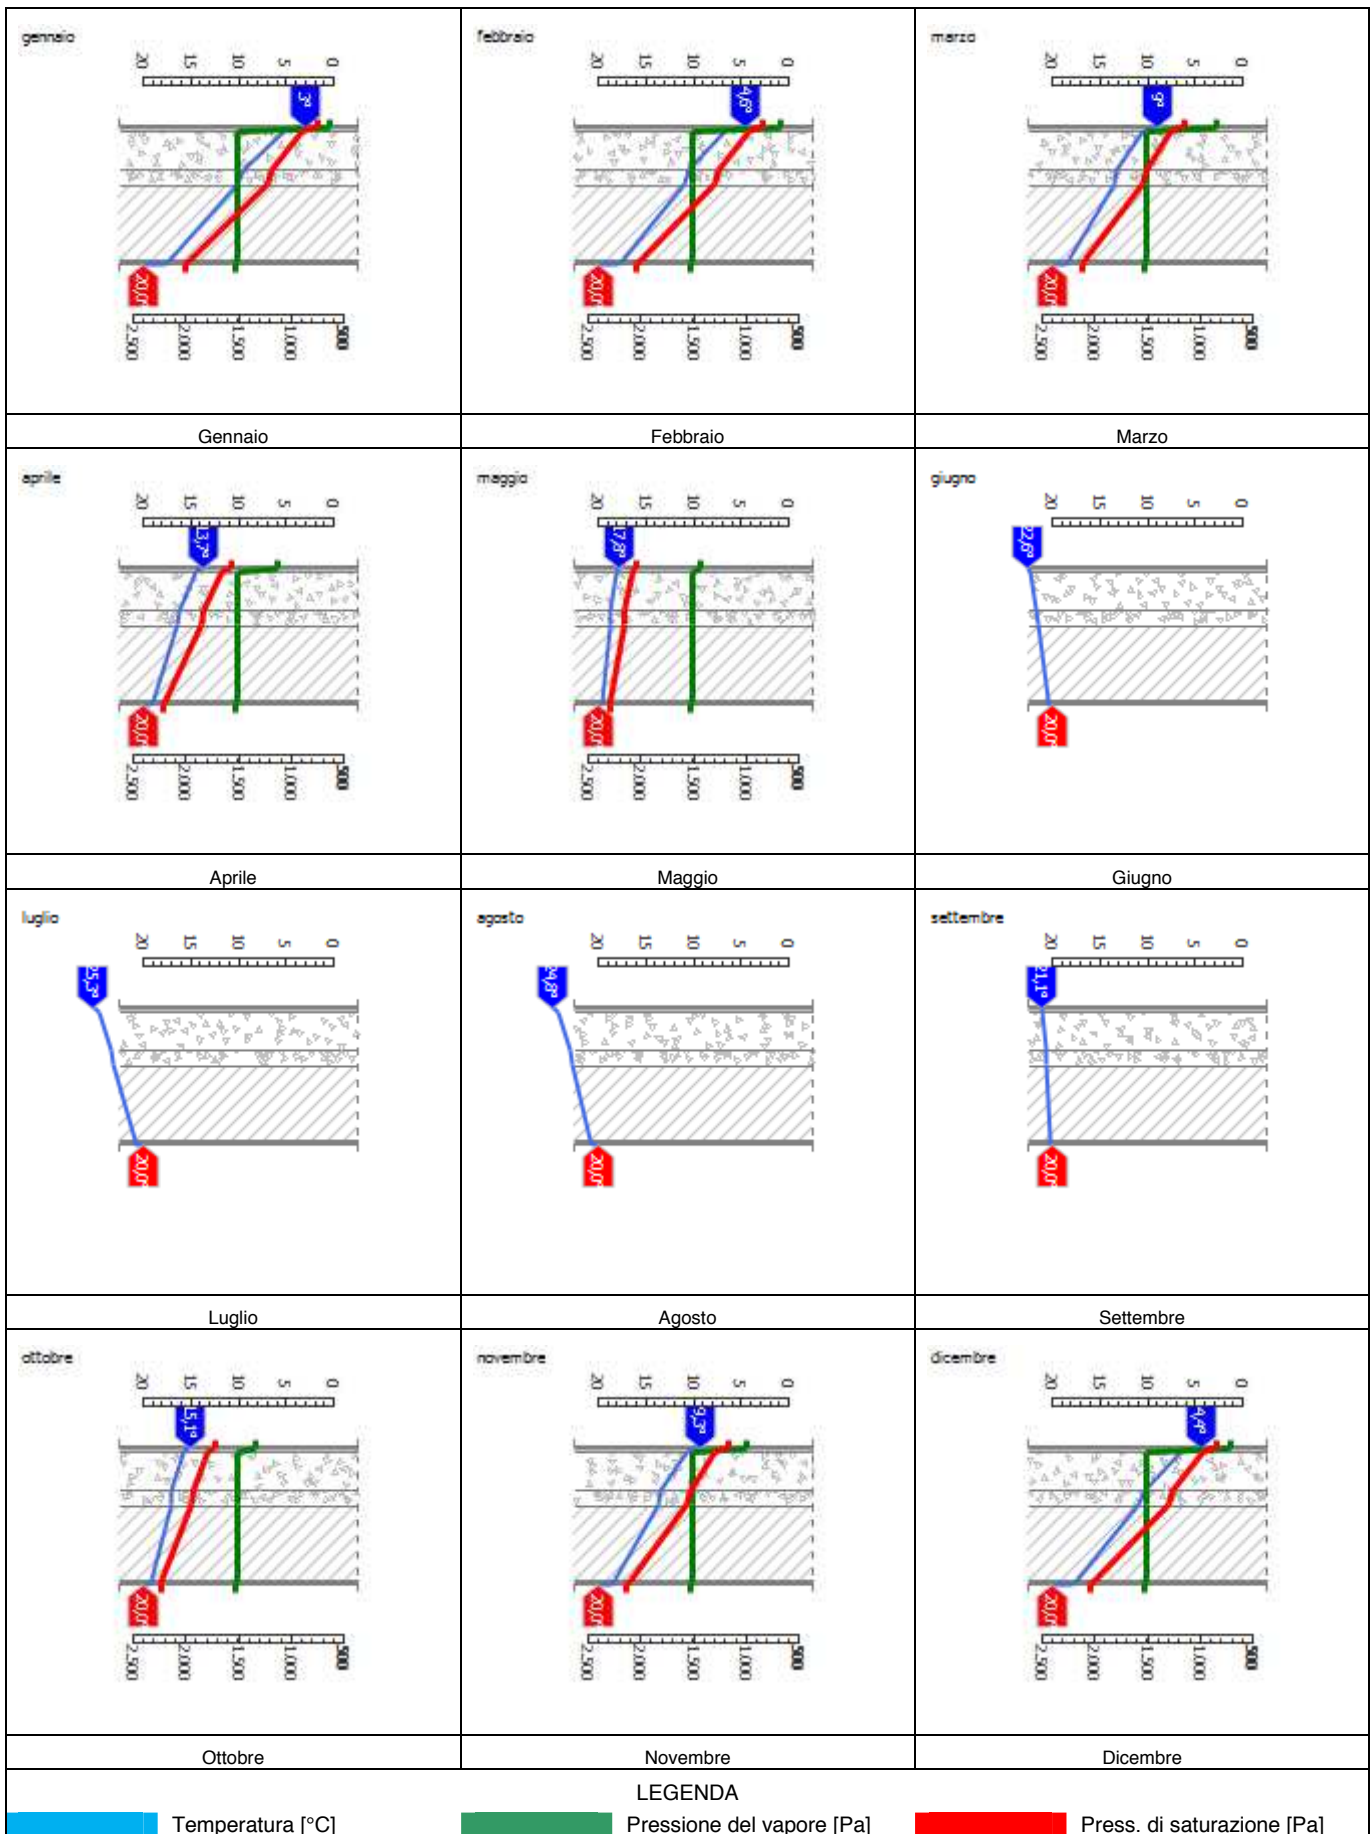 gennaio
20 15 10 5 0
3°
20,0°
2.500 2.000 1.500 1.000 500
Gennaio
febbraio
20 15 10 5 0
4,6°
20,0°
2.500 2.000 1.500 1.000 500
Febbraio
marzo
20 15 10 5 0
9°
20,0°
2.500 2.000 1.500 1.000 500
Marzo
aprile
20 15 10 5 0
3,7°
20,0°
2.500 2.000 1.500 1.000 500
Aprile
maggio
20 15 10 5 0
7,8°
20,0°
2.500 2.000 1.500 1.000 500
Maggio
giugno
20 15 10 5 0
2,6°
20,0°
Giugno
luglio
20 15 10 5 0
5,3°
20,0°
Luglio
agosto
20 15 10 5 0
4,8°
20,0°
Agosto
settembre
20 15 10 5 0
1,1°
20,0°
Settembre
ottobre
20 15 10 5 0
5,1°
20,0°
2.500 2.000 1.500 1.000 500
Ottobre
novembre
20 15 10 5 0
9,3°
20,0°
2.500 2.000 1.500 1.000 500
Novembre
dicembre
20 15 10 5 0
4,4°
20,0°
2.500 2.000 1.500 1.000 500
Dicembre
LEGENDA
Temperatura [°C]
Pressione del vapore [Pa]
Press. di saturazione [Pa]